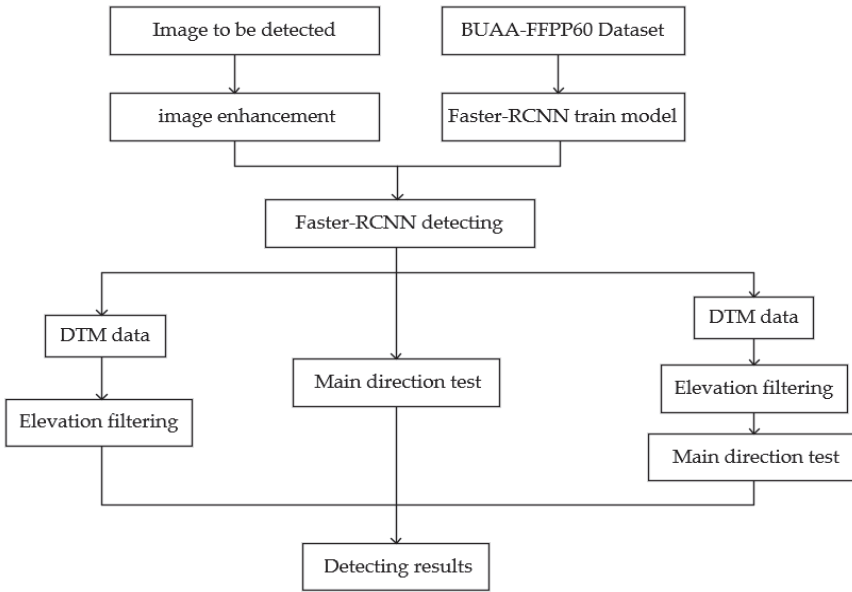 Image to be detected
BUAA-FFPP60 Dataset
image enhancement
Faster-RCNN train model
Faster-RCNN detecting
DTM data
Elevation filtering
Main direction test
DTM data
Elevation filtering
Main direction test
Detecting results